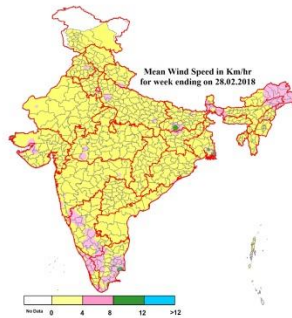 Mean Wind Speed in Km/hr
for week ending on 28.02.2018
No Data 0 4 8 12 >12